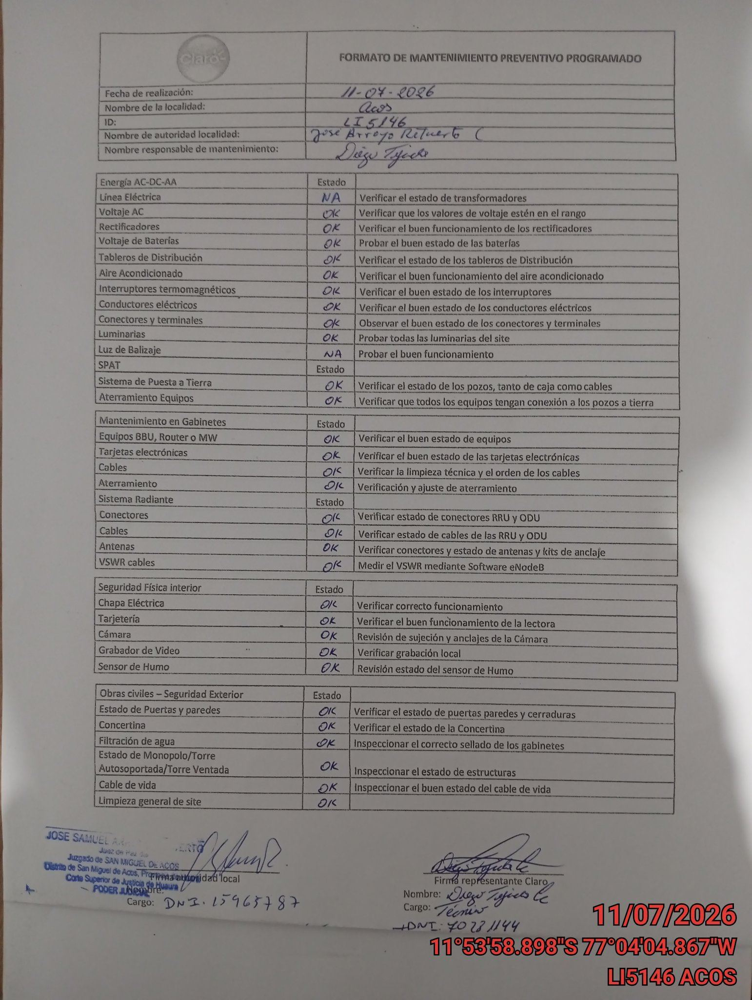 Claro
FORMATO DE MANTENIMIENTO PREVENTIVO PROGRAMADO
Fecha de realización: 11-07-2026
Nombre de la localidad: Acos
ID: LI5146
Nombre de autoridad localidad: José Arroyo Retuerto C
Nombre responsable de mantenimiento: Diego
Energía AC-DC-AA Estado
Línea Eléctrica NA Verificar el estado de transformadores
Voltaje AC OK Verificar que los valores de voltaje estén en el rango
Rectificadores OK Verificar el buen funcionamiento de los rectificadores
Voltaje de Baterías OK Probar el buen estado de las baterías
Tableros de Distribución OK Verificar el estado de los tableros de Distribución
Aire Acondicionado OK Verificar el buen funcionamiento del aire acondicionado
Interruptores termomagnéticos OK Verificar el buen estado de los interruptores
Conductores eléctricos OK Verificar el buen estado de los conductores eléctricos
Conectores y terminales OK Observar el buen estado de los conectores y terminales
Luminarias OK Probar todas las luminarias del site
Luz de Balizaje NA Probar el buen funcionamiento
SPAT Estado
Sistema de Puesta a Tierra OK Verificar el estado de los pozos, tanto de caja como cables
Aterramiento Equipos OK Verificar que todos los equipos tengan conexión a los pozos a tierra
Mantenimiento en Gabinetes Estado
Equipos BBU, Router o MW OK Verificar el buen estado de equipos
Tarjetas electrónicas OK Verificar el buen estado de las tarjetas electrónicas
Cables OK Verificar la limpieza técnica y el orden de los cables
Aterramiento OK Verificación y ajuste de aterramiento
Sistema Radiante Estado
Conectores OK Verificar estado de conectores RRU y ODU
Cables OK Verificar estado de cables de las RRU y ODU
Antenas OK Verificar conectores y estado de antenas y kits de anclaje
VSWR cables OK Medir el VSWR mediante Software eNodeB
Seguridad Física interior Estado
Chapa Eléctrica OK Verificar correcto funcionamiento
Tarjetería OK Verificar el buen funcionamiento de la lectora
Cámara OK Revisión de sujeción y anclajes de la Cámara
Grabador de Video OK Verificar grabación local
Sensor de Humo OK Revisión estado del sensor de Humo
Obras civiles – Seguridad Exterior Estado
Estado de Puertas y paredes OK Verificar el estado de puertas paredes y cerraduras
Concertina OK Verificar el estado de la Concertina
Filtración de agua OK Inspeccionar el correcto sellado de los gabinetes
Estado de Monopolo/Torre
Autosoportada/Torre Ventada OK Inspeccionar el estado de estructuras
Cable de vida OK Inspeccionar el buen estado del cable de vida
Limpieza general de site OK
JOSE SAMUEL
Juez de Paz
Juzgado de SAN MIGUEL DE ACOS
Distrito de San Miguel de Acos,
Corte Superior de Justicia de Huaura
PODER JUDICIAL
Firma autoridad local
Nombre:
Cargo: DNI. 15965787
Firma representante Claro
Nombre: Diego
Cargo: Técnico
DNI: 70231144
11/07/2026
11°53'58.898"S 77°04'04.867"W
LI5146 ACOS